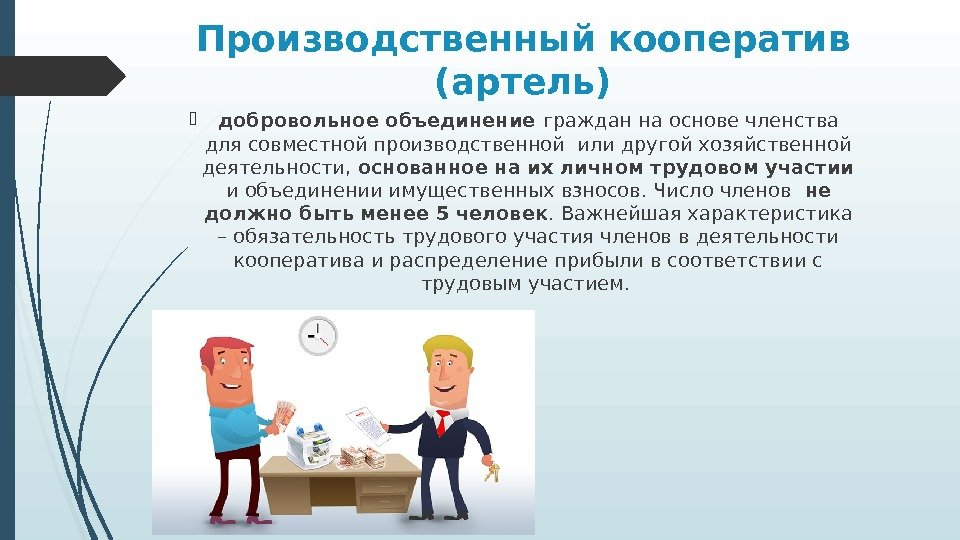 Производственный кооператив
(артель)
добровольное объединение граждан на основе членства
для совместной производственной или другой хозяйственной
деятельности, основанное на их личном трудовом участии
и объединении имущественных взносов. Число членов не
должно быть менее 5 человек. Важнейшая характеристика
– обязательность трудового участия членов в деятельности
кооператива и распределение прибыли в соответствии с
трудовым участием.